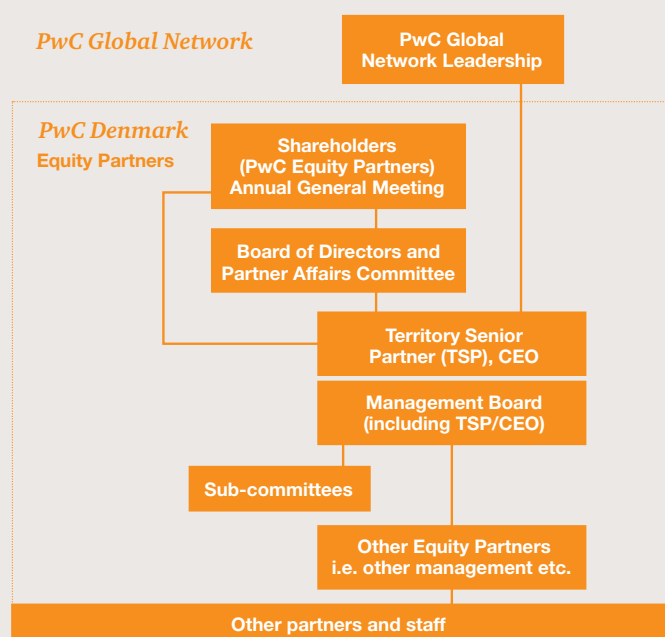 PwC Global Network
PwC Global
Network Leadership
PwC Denmark
Equity Partners
Shareholders
(PwC Equity Partners)
Annual General Meeting
Board of Directors and
Partner Affairs Committee
Territory Senior
Partner (TSP), CEO
Management Board
(including TSP/CEO)
Sub-committees
Other Equity Partners
i.e. other management etc.
Other partners and staff